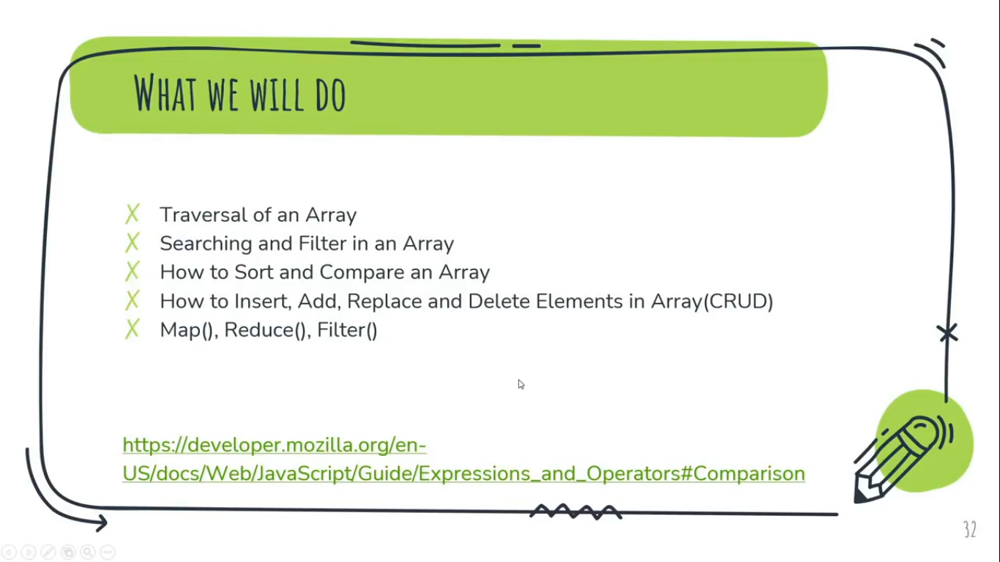 What we will do
Traversal of an Array
Searching and Filter in an Array
How to Sort and Compare an Array
How to Insert, Add, Replace and Delete Elements in Array(CRUD)
Map(), Reduce(), Filter()
https://developer.mozilla.org/en-
US/docs/Web/JavaScript/Guide/Expressions_and_Operators#Comparison
32